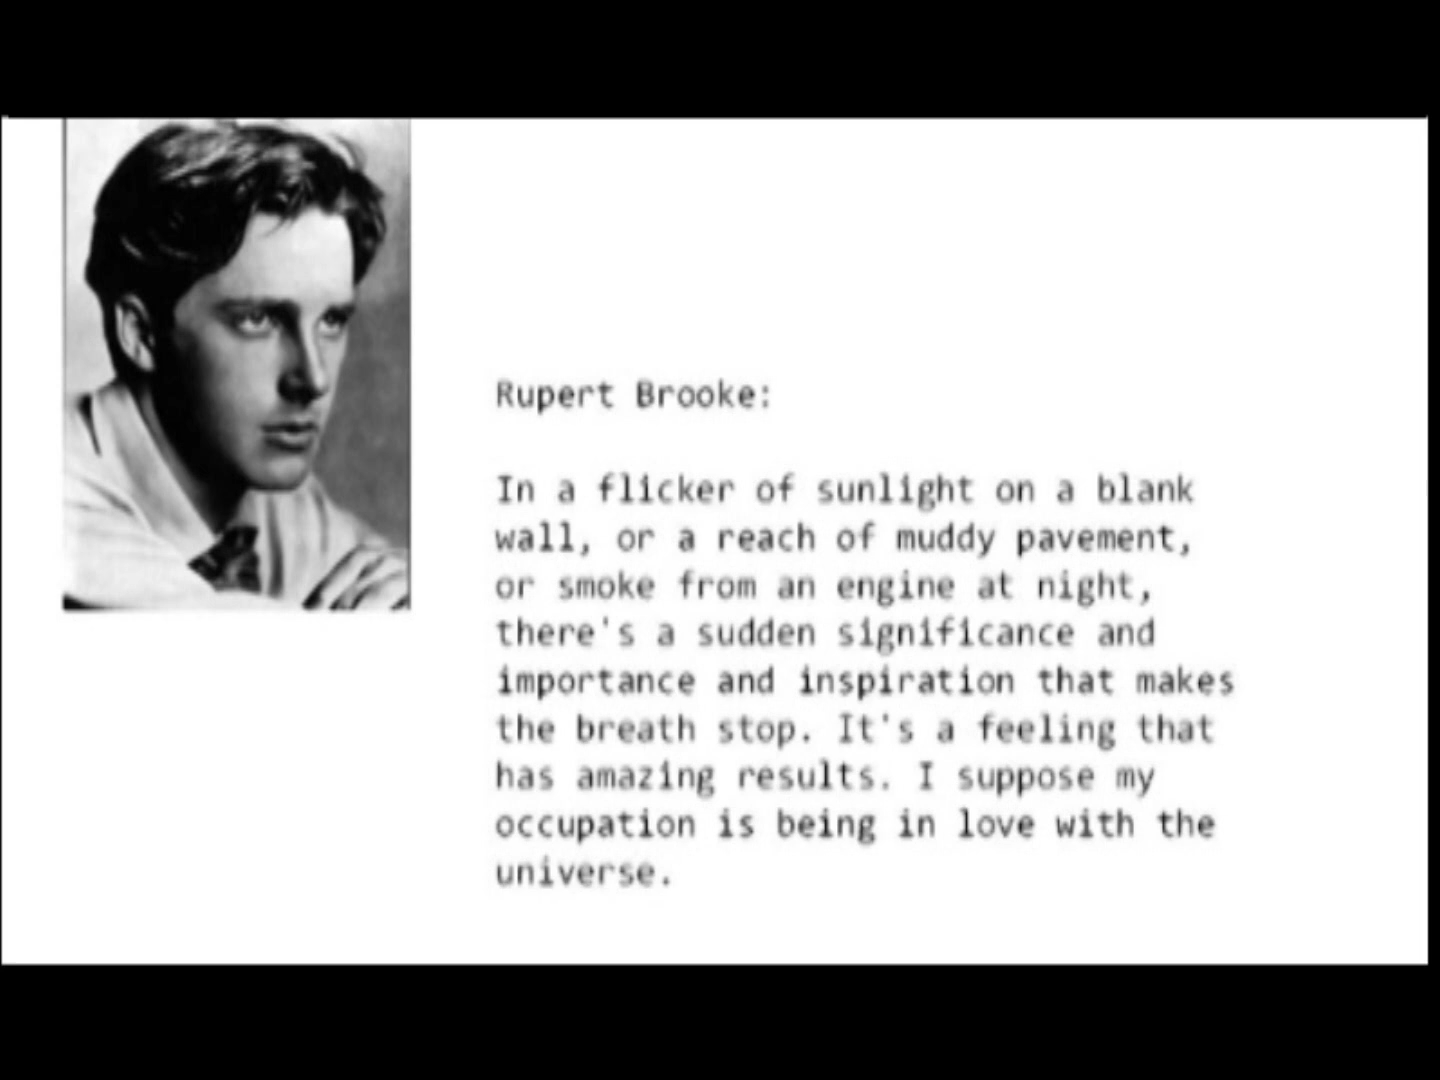 Rupert Brooke:
In a flicker of sunlight on a blank
wall, or a reach of muddy pavement,
or smoke from an engine at night,
there's a sudden significance and
importance and inspiration that makes
the breath stop. It's a feeling that
has amazing results. I suppose my
occupation is being in love with the
universe.